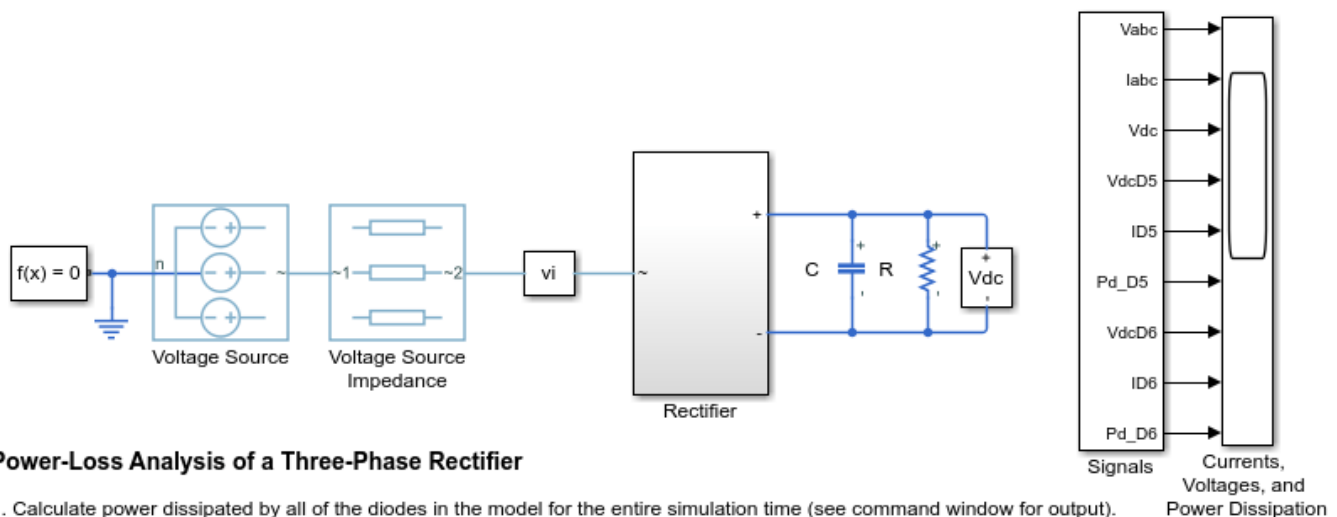 Vabc
Iabc
Vdc
VdcD5
ID5
Pd_D5
VdcD6
ID6
Pd_D6
Signals
Currents,
Voltages, and
Power Dissipation
f(x) = 0
n
~
Voltage Source
~1
~2
Voltage Source
Impedance
vi
~
+
-
Rectifier
+
C
-
+
R
-
+
Vdc
-
Power-Loss Analysis of a Three-Phase Rectifier
. Calculate power dissipated by all of the diodes in the model for the entire simulation time (see command window for output).